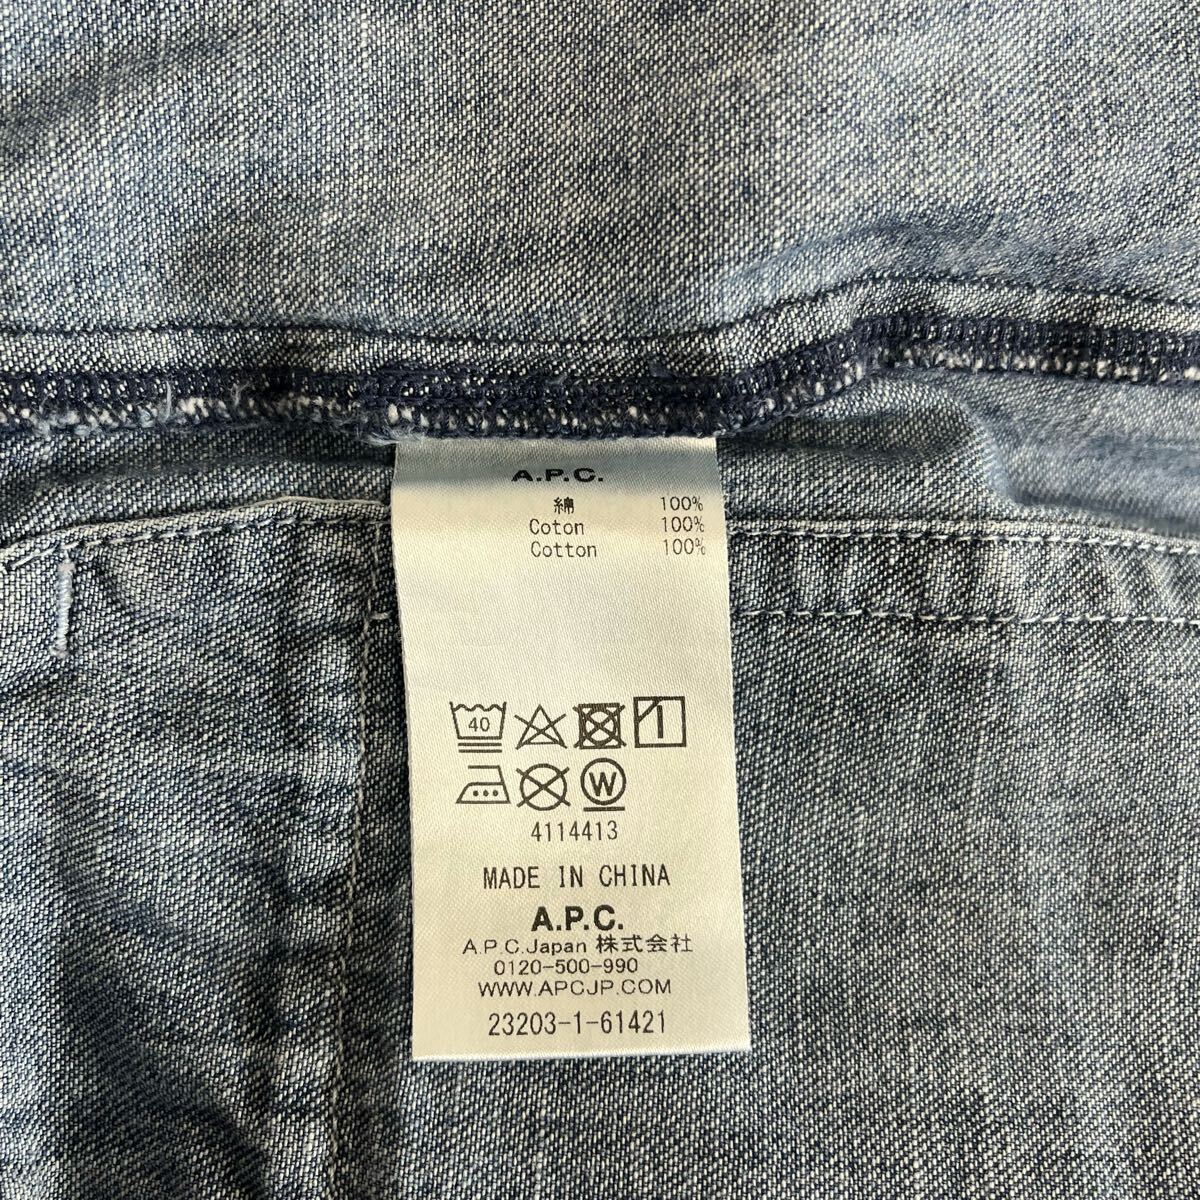 A.P.C.
綿 100%
Coton 100%
Cotton 100%
40
W
4114413
MADE IN CHINA
A.P.C.
A.P.C.Japan 株式会社
0120-500-990
WWW.APCJP.COM
23203-1-61421